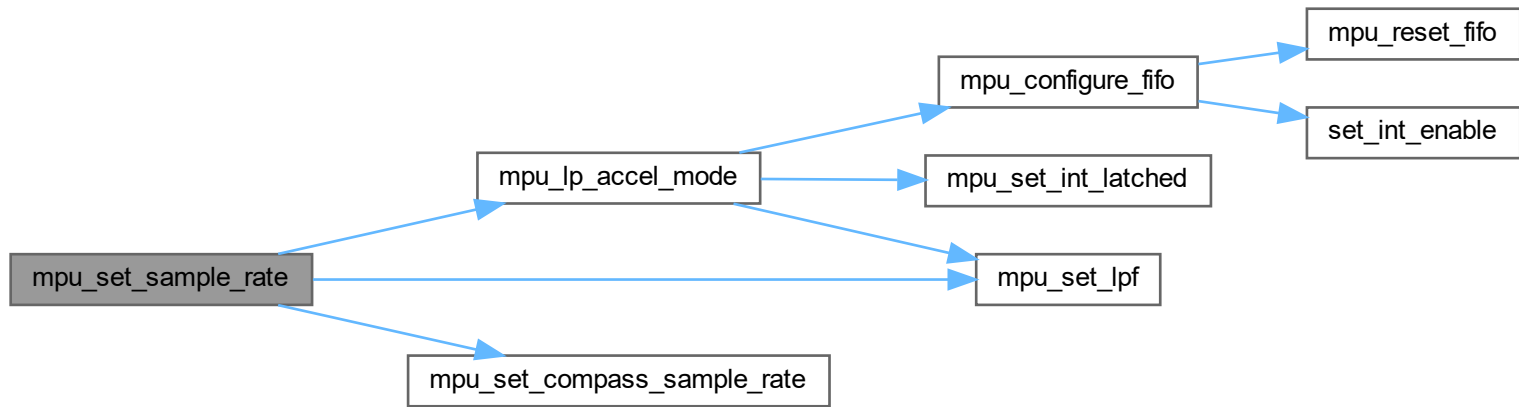 mpu_reset_fifo
mpu_configure_fifo
set_int_enable
mpu_lp_accel_mode
mpu_set_int_latched
mpu_set_sample_rate
mpu_set_lpf
mpu_set_compass_sample_rate